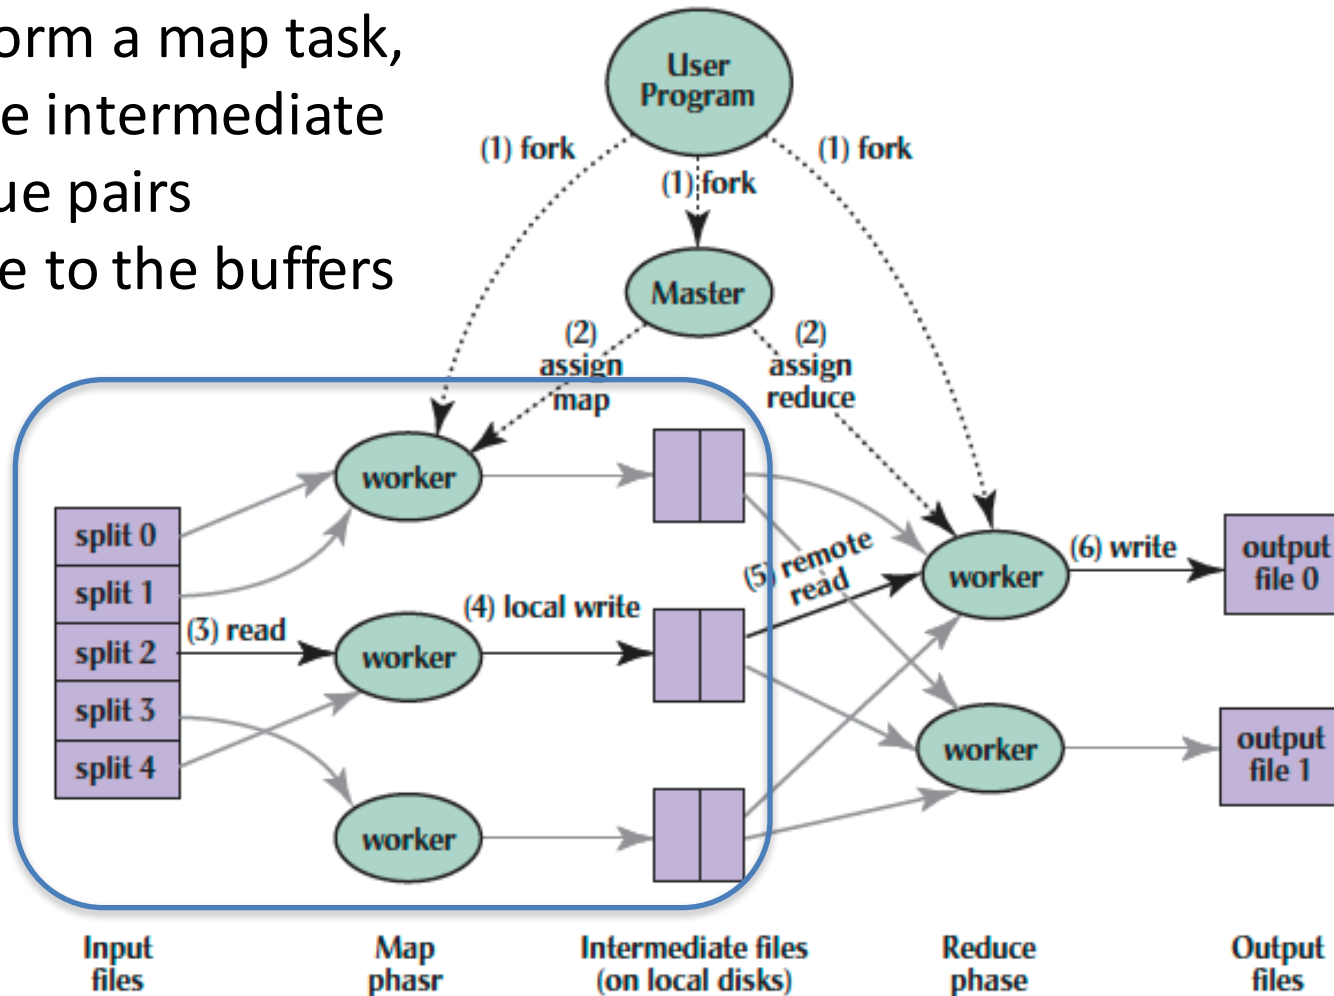 orm a map task,
e intermediate
ue pairs
e to the buffers
User
Program
(1) fork
(1) fork
(1) fork
Master
(2)
assign
map
(2)
assign
reduce
worker
split 0
split 1
split 2
split 3
split 4
(3) read
(4) local write
worker
worker
(5) remote
read
worker
(6) write
output
file 0
worker
output
file 1
Input
files
Map
phasr
Intermediate files
(on local disks)
Reduce
phase
Output
files